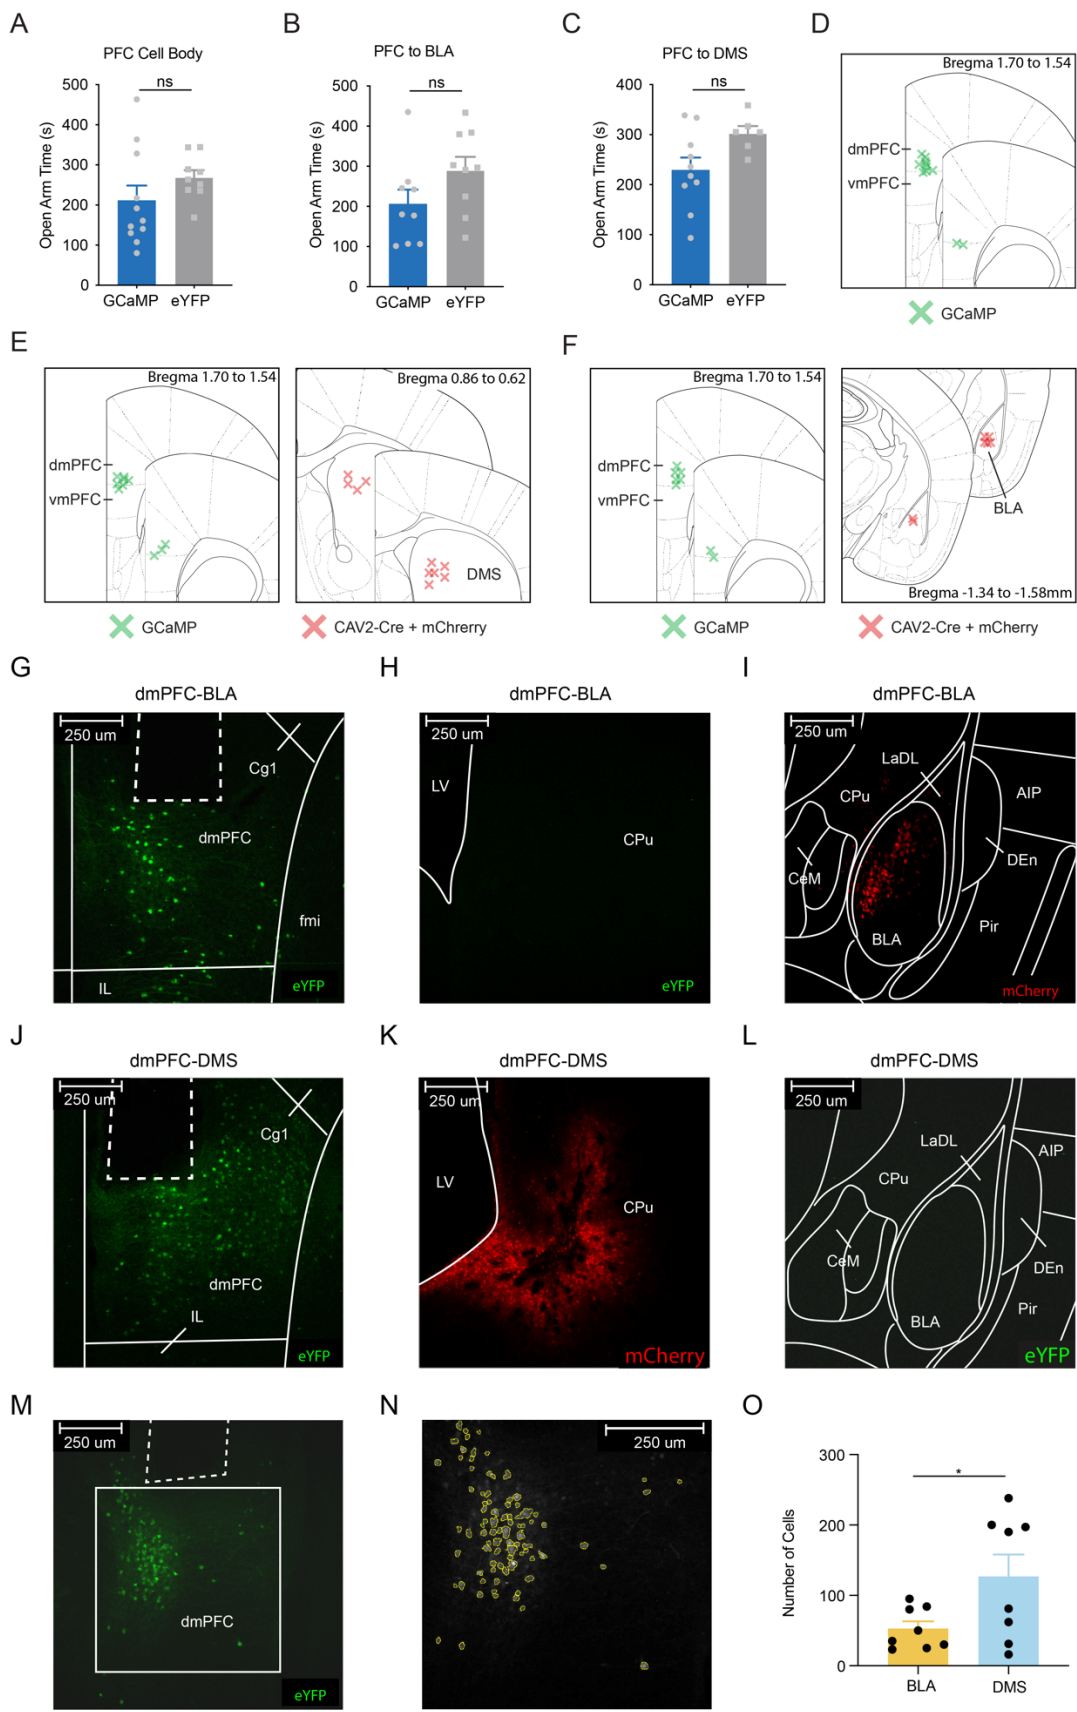 A
PFC Cell Body
ns
Open Arm Time (s)
500
400
300
200
100
0
GCaMP eYFP
B
PFC to BLA
ns
Open Arm Time (s)
500
400
300
200
100
0
GCaMP eYFP
C
PFC to DMS
ns
Open Arm Time (s)
400
300
200
100
0
GCaMP eYFP
D
Bregma 1.70 to 1.54
dmPFC
vmPFC
GCaMP
E
Bregma 1.70 to 1.54
dmPFC
vmPFC
GCaMP
Bregma 0.86 to 0.62
DMS
CAV2-Cre + mChrerry
F
Bregma 1.70 to 1.54
dmPFC
vmPFC
GCaMP
BLA
Bregma -1.34 to -1.58mm
CAV2-Cre + mCherry
G
dmPFC-BLA
250 um
Cg1
dmPFC
fmi
IL
eYFP
H
dmPFC-BLA
250 um
LV
CPu
eYFP
I
dmPFC-BLA
250 um
LaDL
CPu
AIP
DEn
CeM
Pir
BLA
mCherry
J
dmPFC-DMS
250 um
Cg1
dmPFC
IL
eYFP
K
dmPFC-DMS
250 um
LV
CPu
mCherry
L
dmPFC-DMS
250 um
LaDL
AIP
CPu
CeM
DEn
Pir
BLA
eYFP
M
250 um
dmPFC
eYFP
N
250 um
O
*
Number of Cells
300
200
100
0
BLA DMS